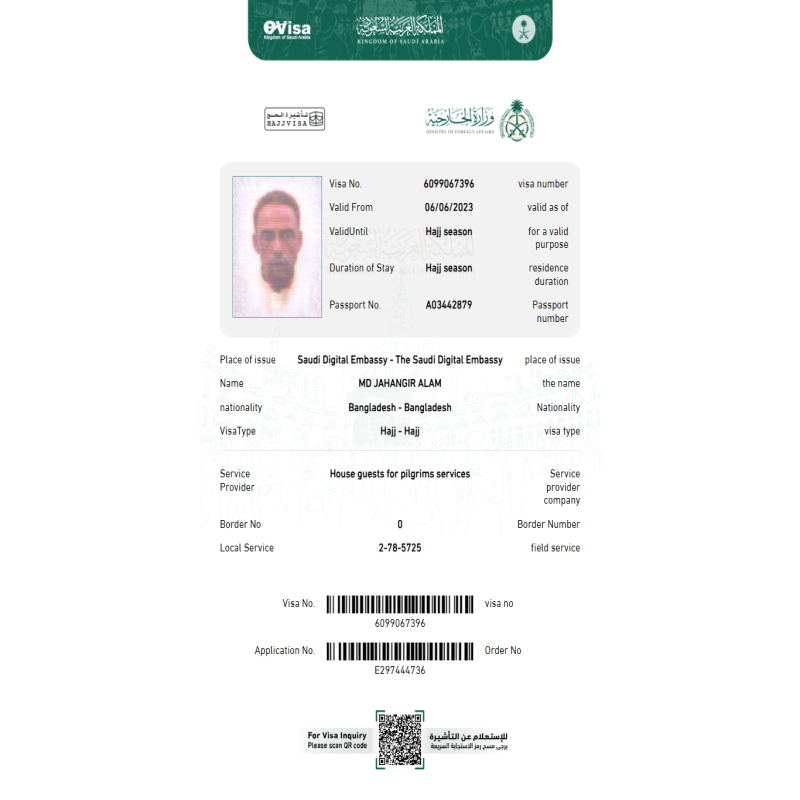 eVisa
Kingdom of Saudi Arabia
المملكة العربية السعودية
KINGDOM OF SAUDI ARABIA
تأشيرة الحج
HAJJ VISA
وزارة الخارجية
MINISTRY OF FOREIGN AFFAIRS
Visa No. 6099067396 visa number
Valid From 06/06/2023 valid as of
ValidUntil Hajj season for a valid
purpose
Duration of Stay Hajj season residence
duration
Passport No. A03442879 Passport
number
Place of issue Saudi Digital Embassy - The Saudi Digital Embassy place of issue
Name MD JAHANGIR ALAM the name
nationality Bangladesh - Bangladesh Nationality
VisaType Hajj - Hajj visa type
Service House guests for pilgrims services Service
Provider provider
company
Border No 0 Border Number
Local Service 2-78-5725 field service
Visa No. visa no
6099067396
Application No. Order No
E297444736
For Visa Inquiry للإستعلام عن التأشيرة
Please scan QR code يرجى مسح رمز الاستجابة السريعة